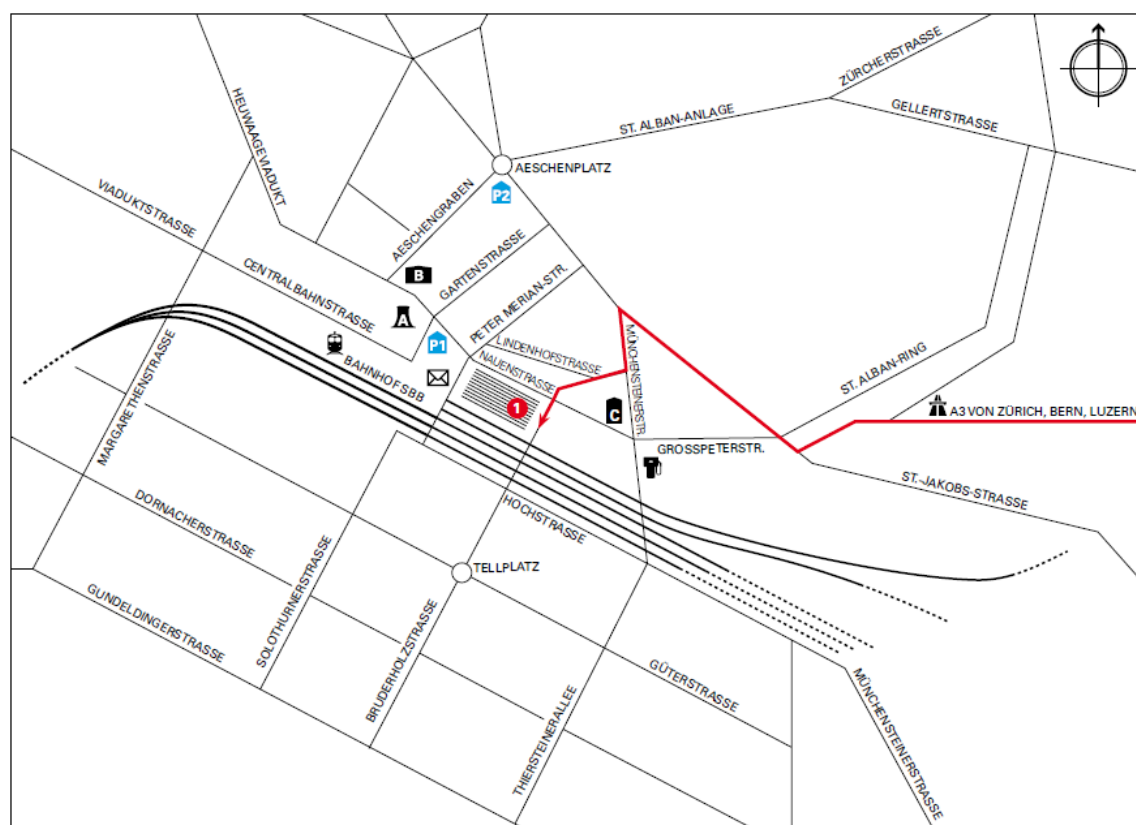 ZÜRCHERSTRASSE
HEUWAAGEVIADUKT
ST. ALBAN-ANLAGE
GELLERTSTRASSE
AESCHENPLATZ
P2
VIADUKTSTRASSE
AESCHENGRABEN
GARTENSTRASSE
B
CENTRALBAHNSTRASSE
PETER MERIAN-STR.
A
P1
LINDENHOFSTRASSE
MÜNCHENSTEINERSTR.
BAHNHOF SBB
NAUENSTRASSE
ST. ALBAN-RING
MARGARETHENSTRASSE
1
C
A3 VON ZÜRICH, BERN, LUZERN
GROSSPETERSTR.
ST.-JAKOBS-STRASSE
DORNACHERSTRASSE
HOCHSTRASSE
TELLPLATZ
SOLOTHURNERSTRASSE
GUNDELDINGERSTRASSE
BRUDERHOLZSTRASSE
GÜTERSTRASSE
THIERSTEINERALLEE
MÜNCHENSTEINERSTRASSE